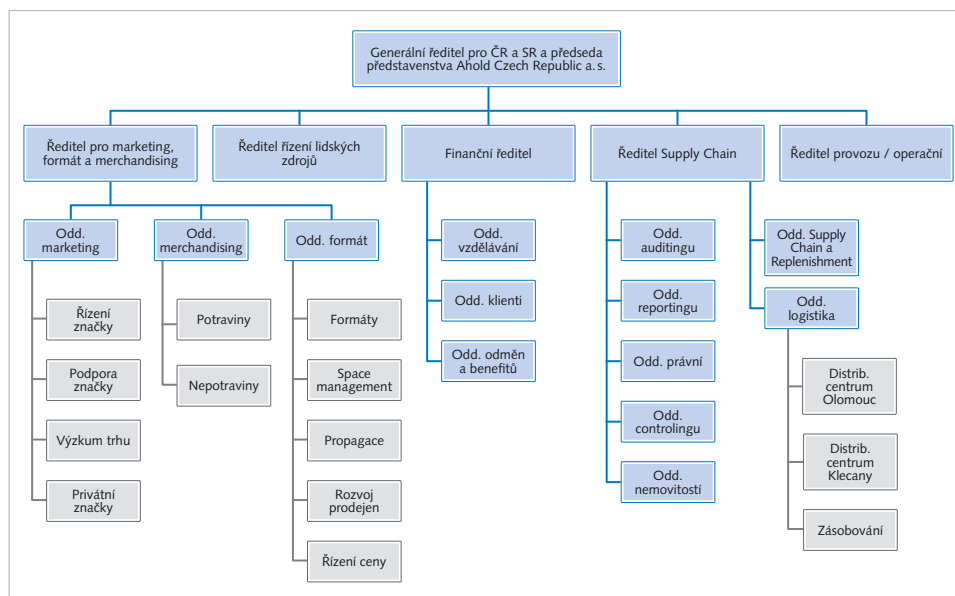 Generální ředitel pro ČR a SR a předseda
představenstva Ahold Czech Republic a. s.
Ředitel pro marketing,
formát a merchandising
Ředitel řízení lidských
zdrojů
Finanční ředitel
Ředitel Supply Chain
Ředitel provozu / operační
Odd.
marketing
Odd.
merchandising
Odd. formát
Odd.
vzdělávání
Odd.
auditingu
Odd. Supply
Chain a
Replenishment
Řízení
značky
Potraviny
Formáty
Odd. klienti
Odd.
reportingu
Odd.
logistika
Podpora
značky
Nepotraviny
Space
management
Odd. odměn
a benefitů
Odd. právní
Distrib.
centrum
Olomouc
Výzkum trhu
Propagace
Odd.
controlingu
Distrib.
centrum
Klecany
Privátní
značky
Rozvoj
prodejen
Odd.
nemovitostí
Zásobování
Řízení ceny